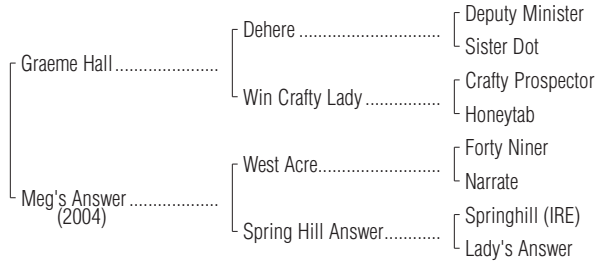 Deputy Minister
Dehere
Sister Dot
Graeme Hall
Crafty Prospector
Win Crafty Lady
Honeytab
Forty Niner
West Acre
Narrate
Meg's Answer
(2004)
Springhill (IRE)
Spring Hill Answer
Lady's Answer